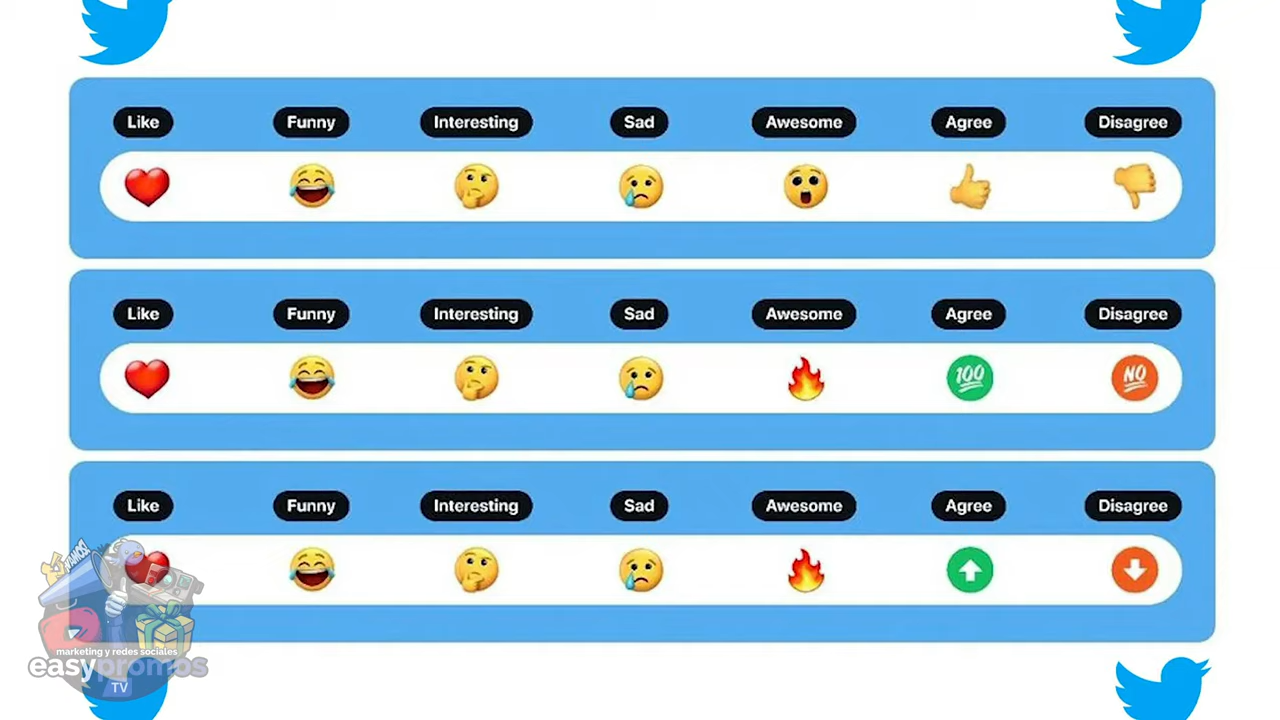 Like Funny Interesting Sad Awesome Agree Disagree
Like Funny Interesting Sad Awesome Agree Disagree
100 NO
Like Funny Interesting Sad Awesome Agree Disagree
¡VAMOS!
marketing y redes sociales
easypromos
TV